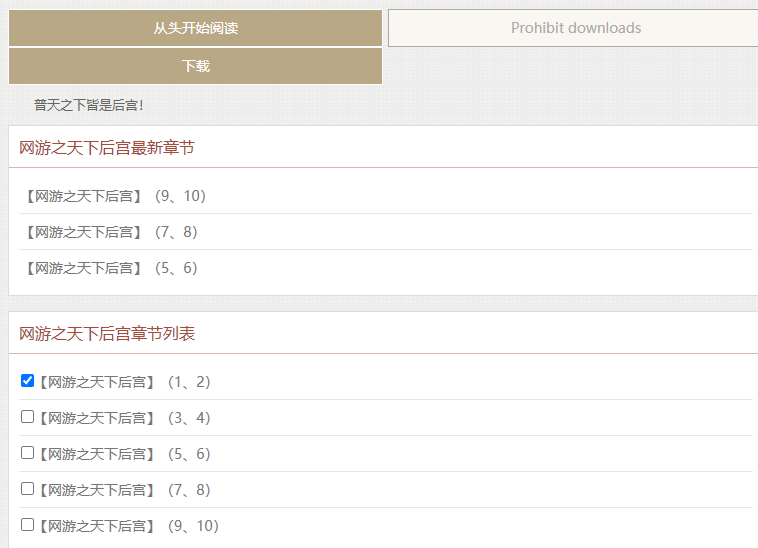 从头开始阅读
Prohibit downloads
下载
普天之下皆是后宫！
网游之天下后宫最新章节
【网游之天下后宫】（9、10）
【网游之天下后宫】（7、8）
【网游之天下后宫】（5、6）
网游之天下后宫章节列表
【网游之天下后宫】（1、2）
【网游之天下后宫】（3、4）
【网游之天下后宫】（5、6）
【网游之天下后宫】（7、8）
【网游之天下后宫】（9、10）